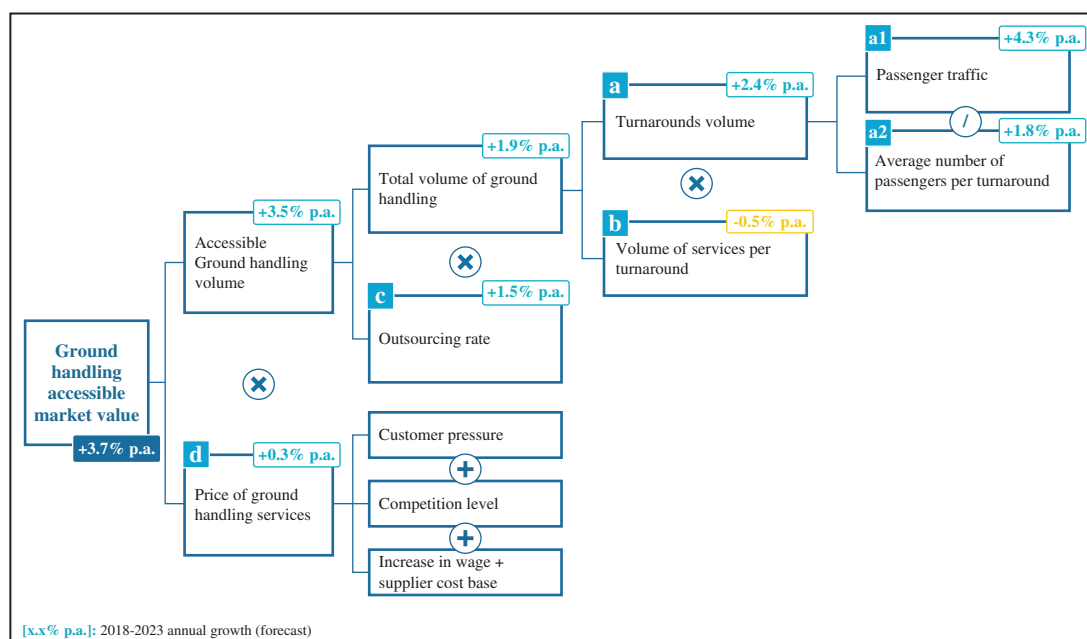 a1
+4.3% p.a.
Passenger traffic
/
a2
+1.8% p.a.
Average number of
passengers per turnaround
a
+2.4% p.a.
Turnarounds volume
×
b
-0.5% p.a.
Volume of services per
turnaround
+1.9% p.a.
Total volume of ground
handling
×
c
+1.5% p.a.
Outsourcing rate
+3.5% p.a.
Accessible
Ground handling
volume
×
Ground
handling
accessible
market value
+3.7% p.a.
d
+0.3% p.a.
Price of ground
handling services
Customer pressure
+
Competition level
+
Increase in wage +
supplier cost base
[x.x% p.a.]: 2018-2023 annual growth (forecast)